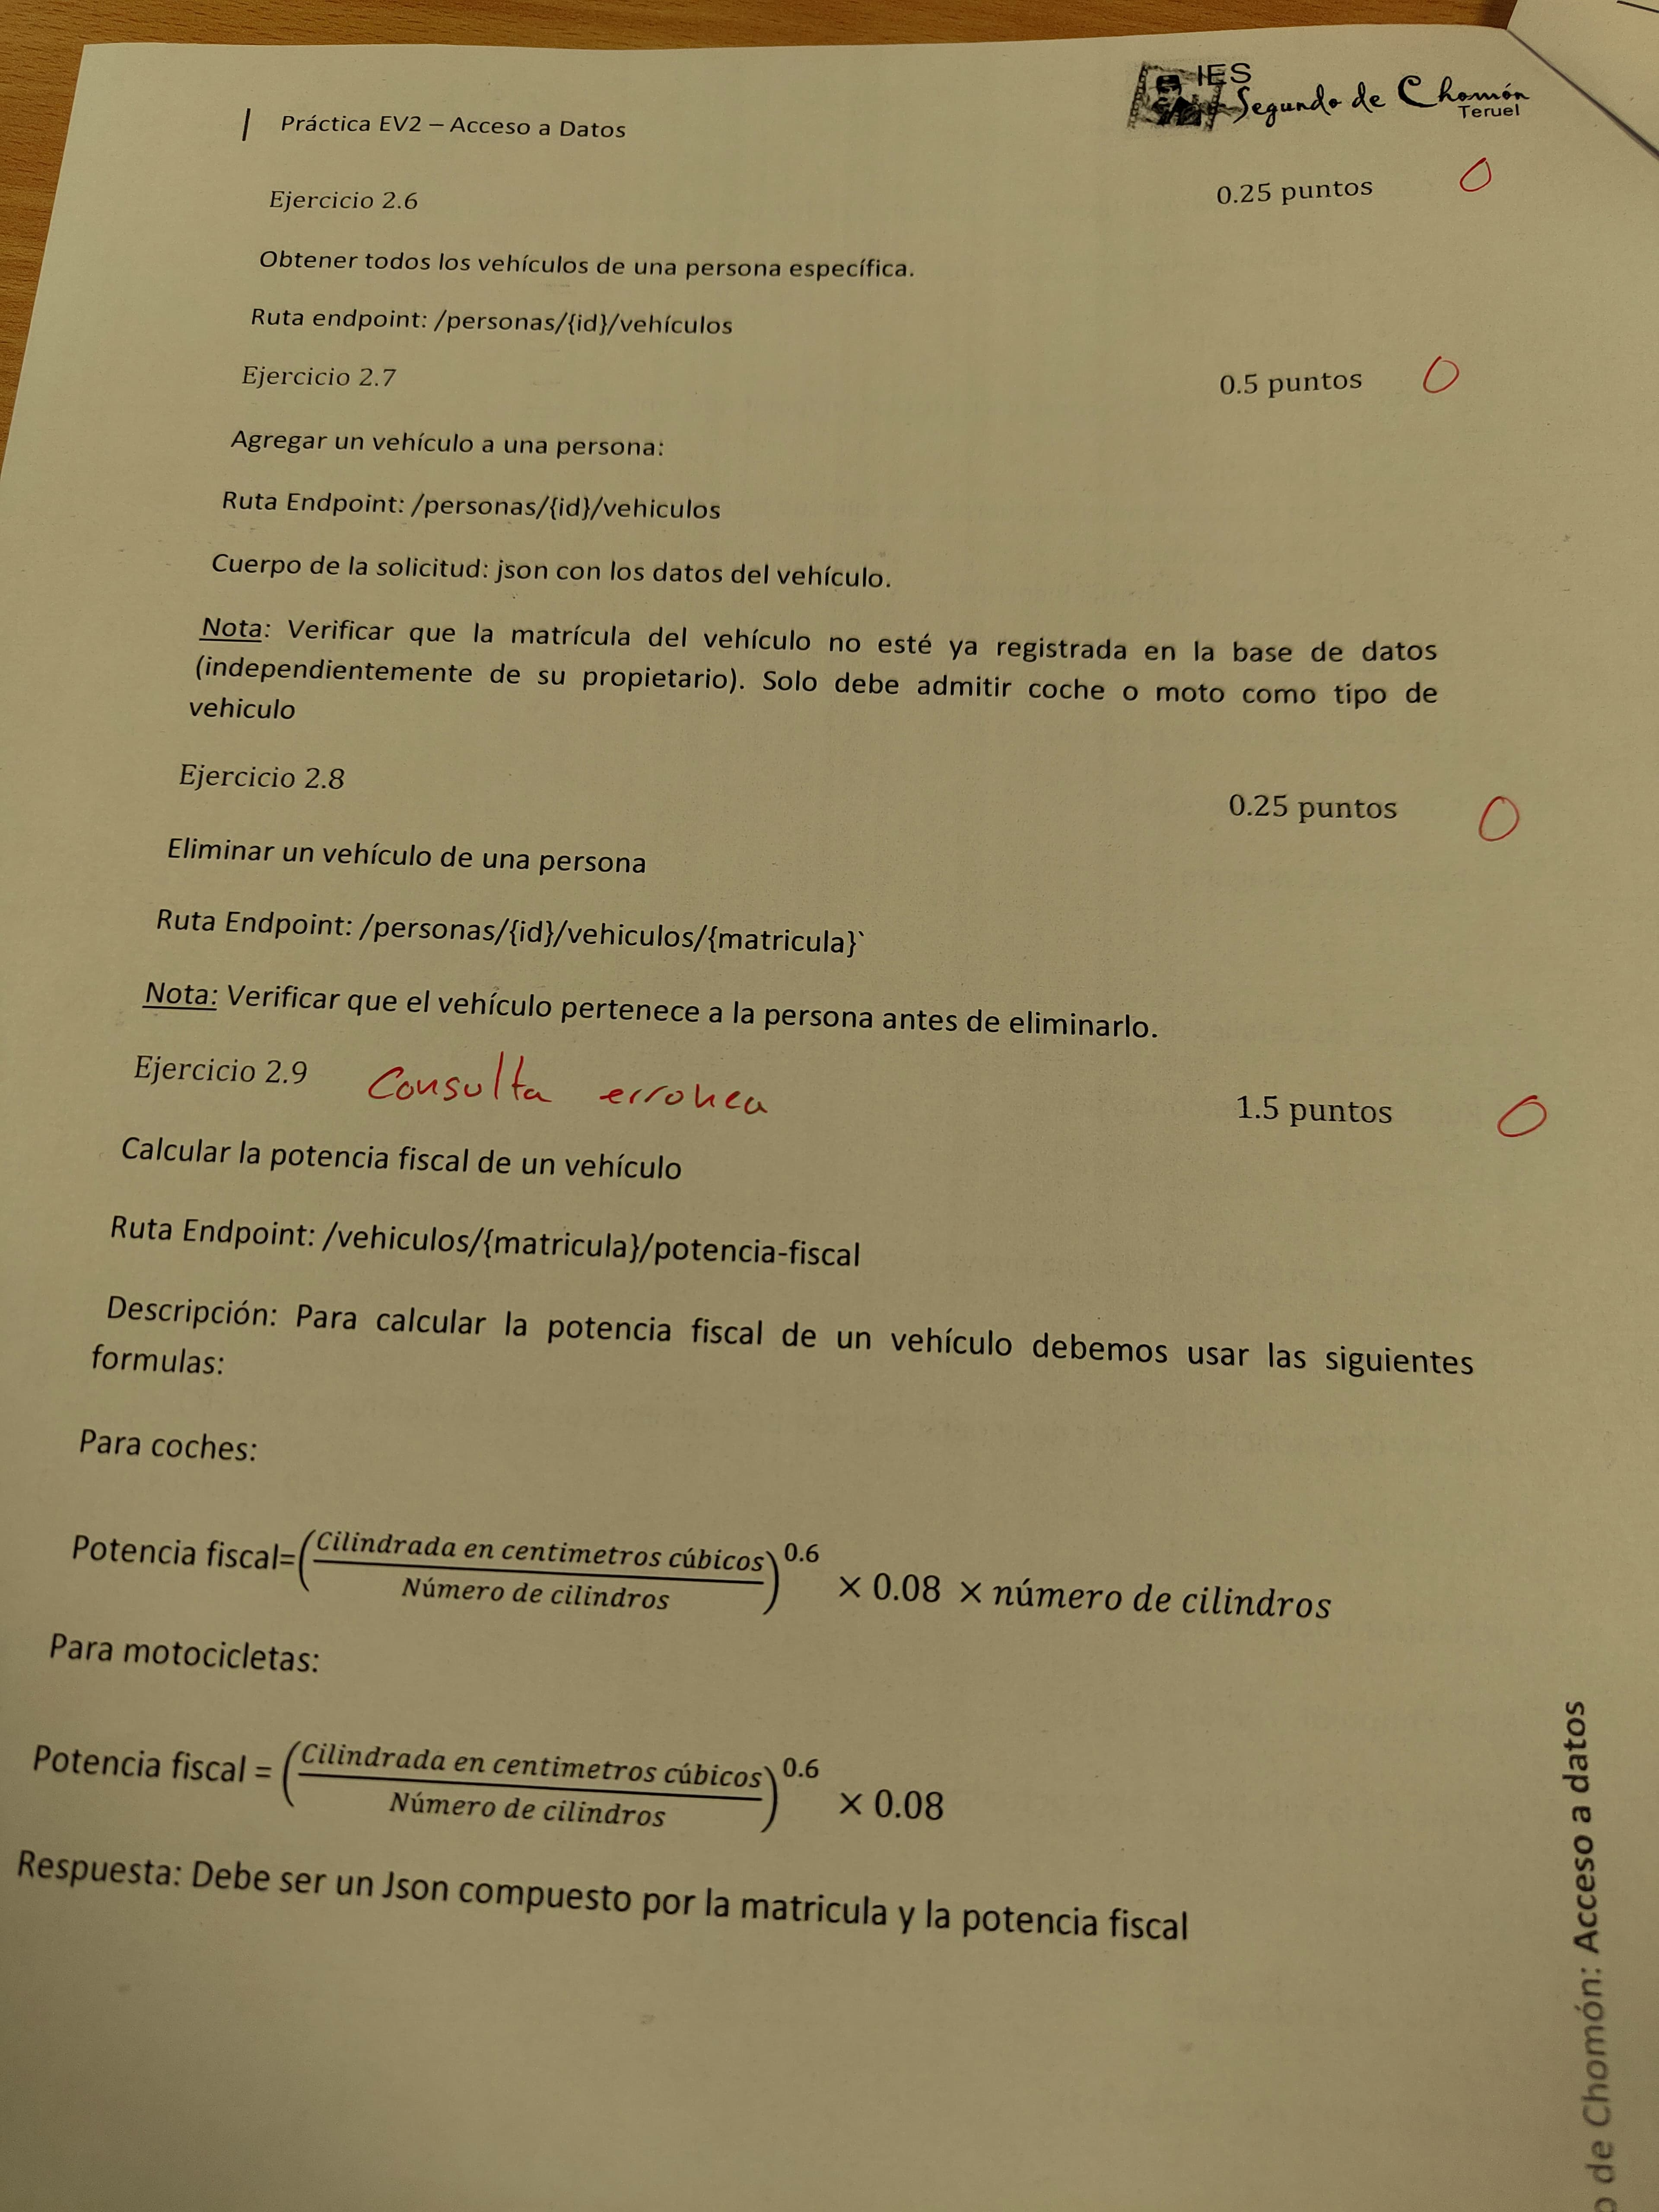 IES
Segundo de Chomón
Teruel
Práctica EV2 – Acceso a Datos
Ejercicio 2.6 0.25 puntos 0
Obtener todos los vehículos de una persona específica.
Ruta endpoint: /personas/{id}/vehículos
Ejercicio 2.7 0.5 puntos 0
Agregar un vehículo a una persona:
Ruta Endpoint: /personas/{id}/vehiculos
Cuerpo de la solicitud: json con los datos del vehículo.
Nota: Verificar que la matrícula del vehículo no esté ya registrada en la base de datos
(independientemente de su propietario). Solo debe admitir coche o moto como tipo de
vehiculo
Ejercicio 2.8 0.25 puntos 0
Eliminar un vehículo de una persona
Ruta Endpoint: /personas/{id}/vehiculos/{matricula}`
Nota: Verificar que el vehículo pertenece a la persona antes de eliminarlo.
Ejercicio 2.9 Consulta erronea 1.5 puntos 0
Calcular la potencia fiscal de un vehículo
Ruta Endpoint: /vehiculos/{matricula}/potencia-fiscal
Descripción: Para calcular la potencia fiscal de un vehículo debemos usar las siguientes
formulas:
Para coches:
Potencia fiscal=(Cilindrada en centimetros cúbicos / Número de cilindros)^0.6 × 0.08 × número de cilindros
Para motocicletas:
Potencia fiscal = (Cilindrada en centimetros cúbicos / Número de cilindros)^0.6 × 0.08
Respuesta: Debe ser un Json compuesto por la matricula y la potencia fiscal
de Chomón: Acceso a datos